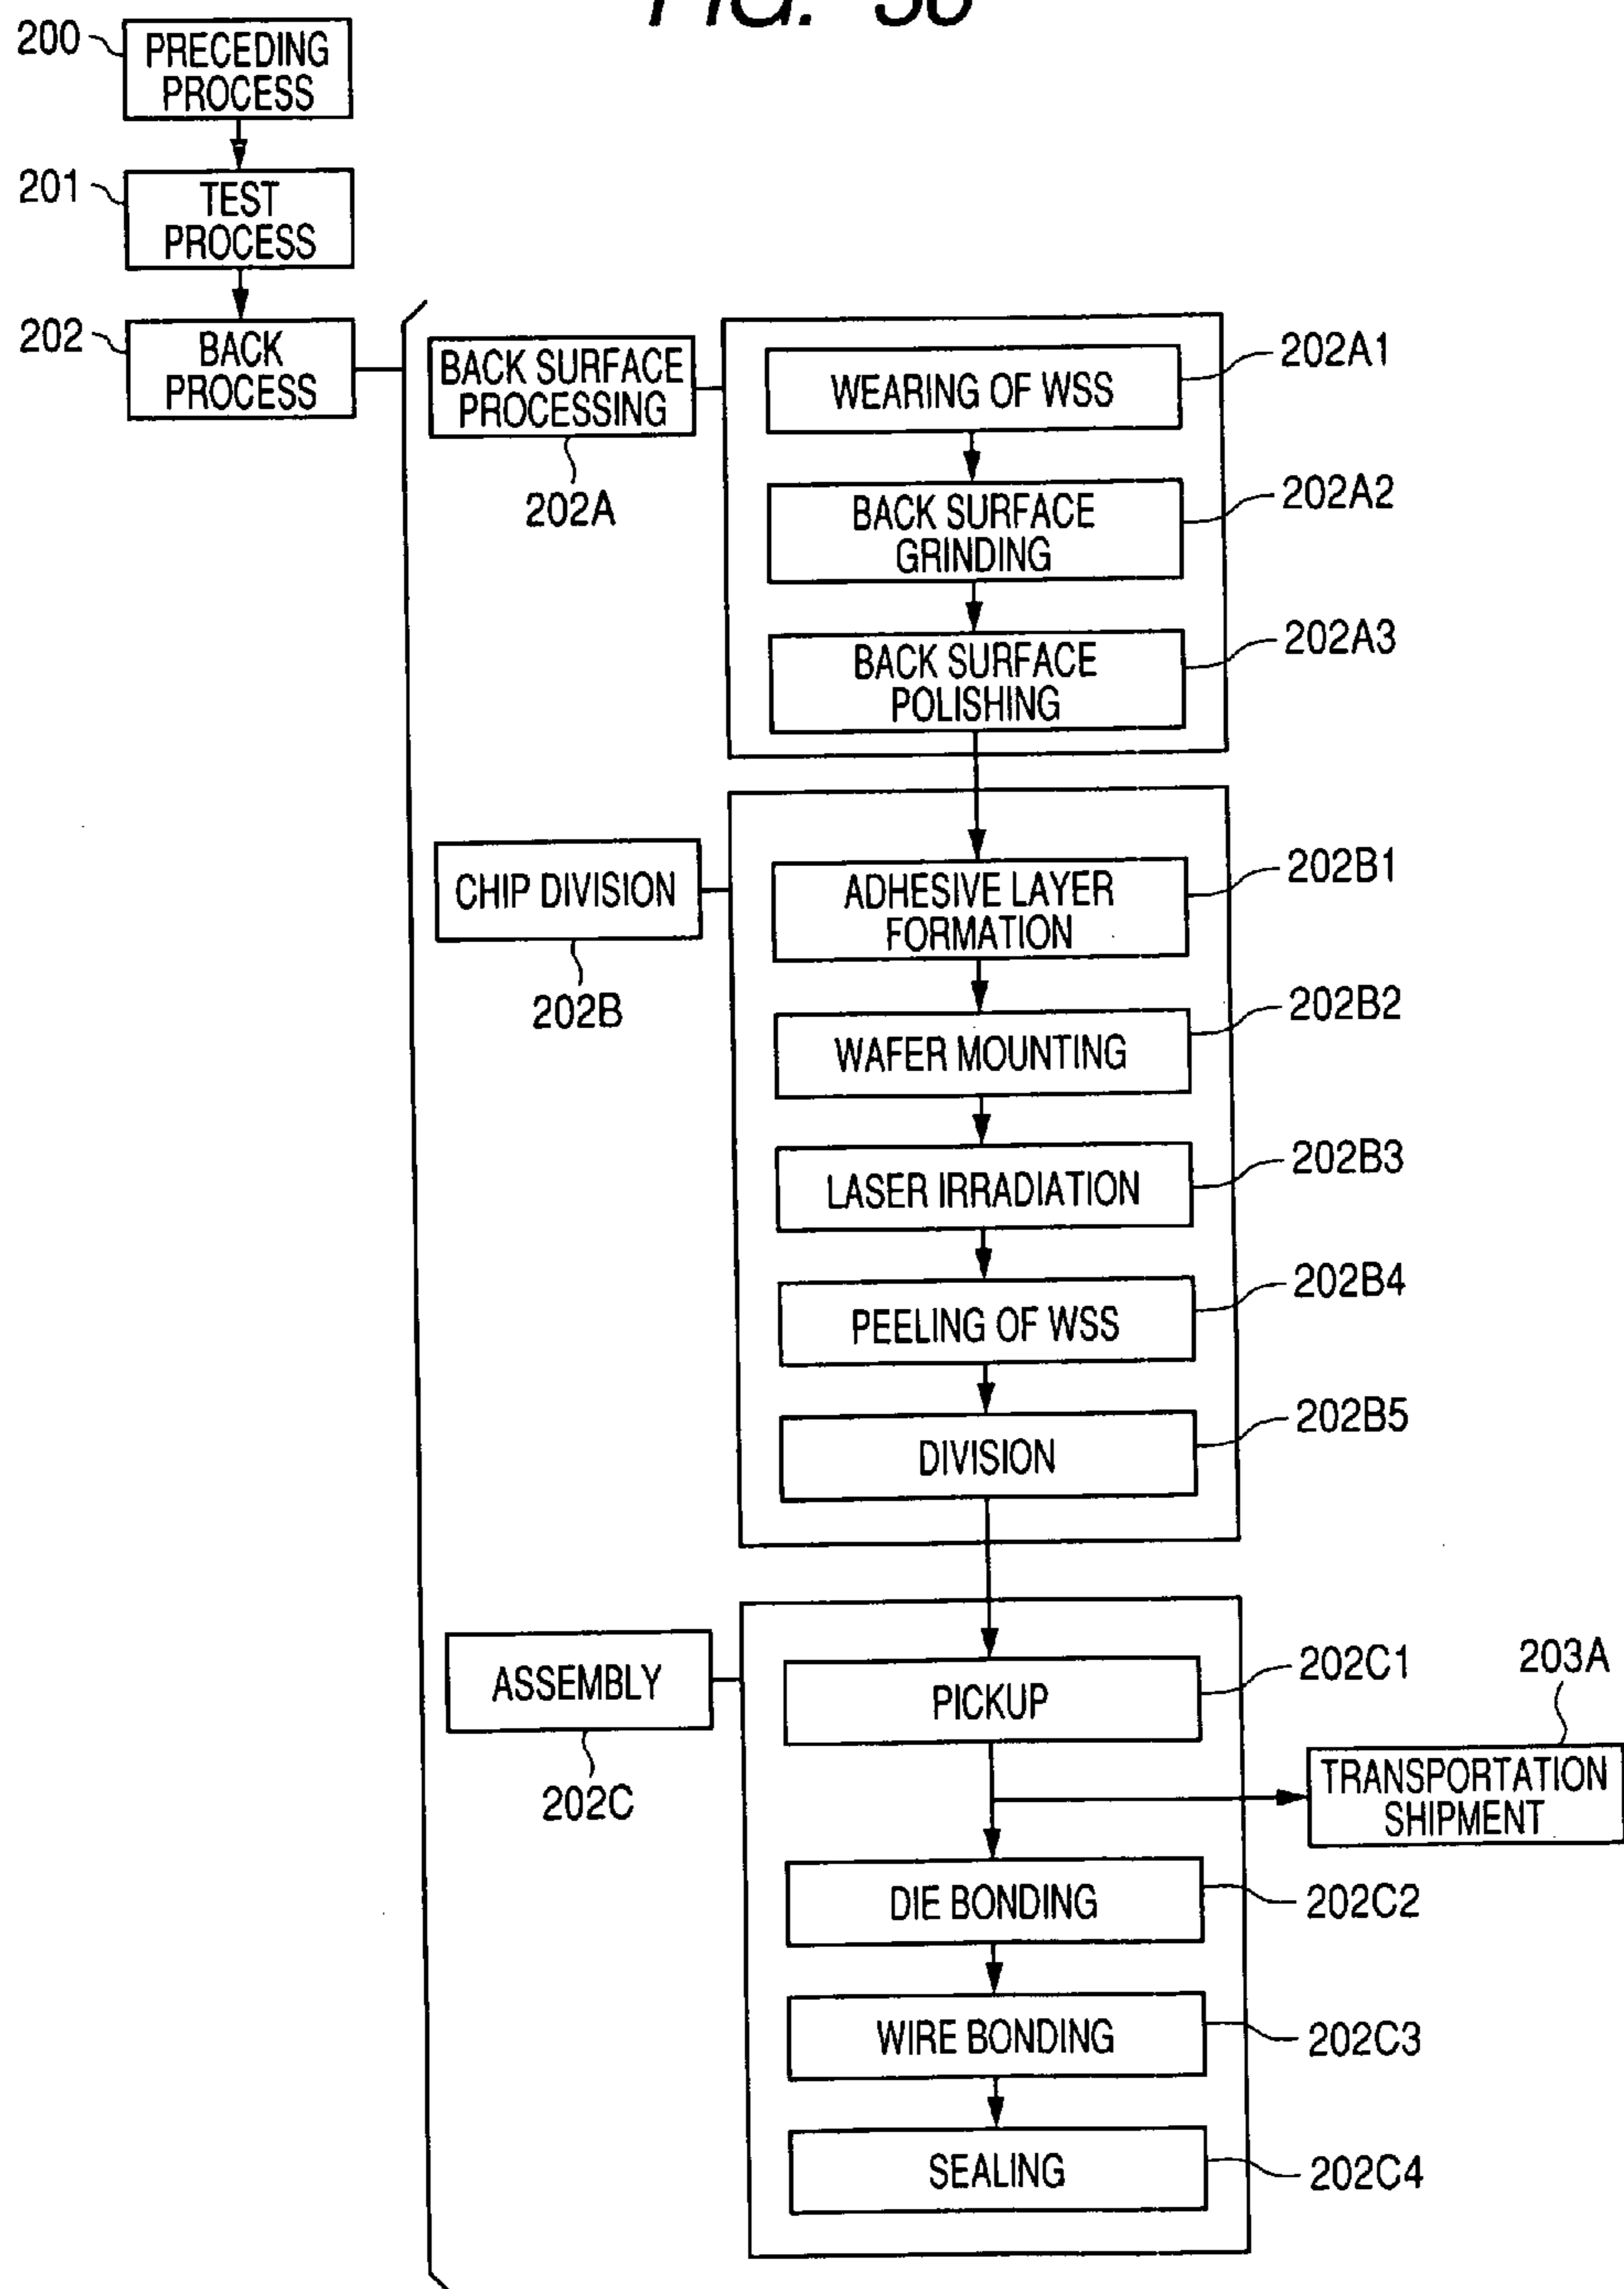 200
PRECEDING
PROCESS
201
TEST
PROCESS
202
BACK
PROCESS
BACK SURFACE
PROCESSING
202A
WEARING OF WSS
202A1
BACK SURFACE
GRINDING
202A2
BACK SURFACE
POLISHING
202A3
CHIP DIVISION
202B
ADHESIVE LAYER
FORMATION
202B1
WAFER MOUNTING
202B2
LASER IRRADIATION
202B3
PEELING OF WSS
202B4
DIVISION
202B5
ASSEMBLY
202C
PICKUP
202C1
203A
TRANSPORTATION
SHIPMENT
DIE BONDING
202C2
WIRE BONDING
202C3
SEALING
202C4